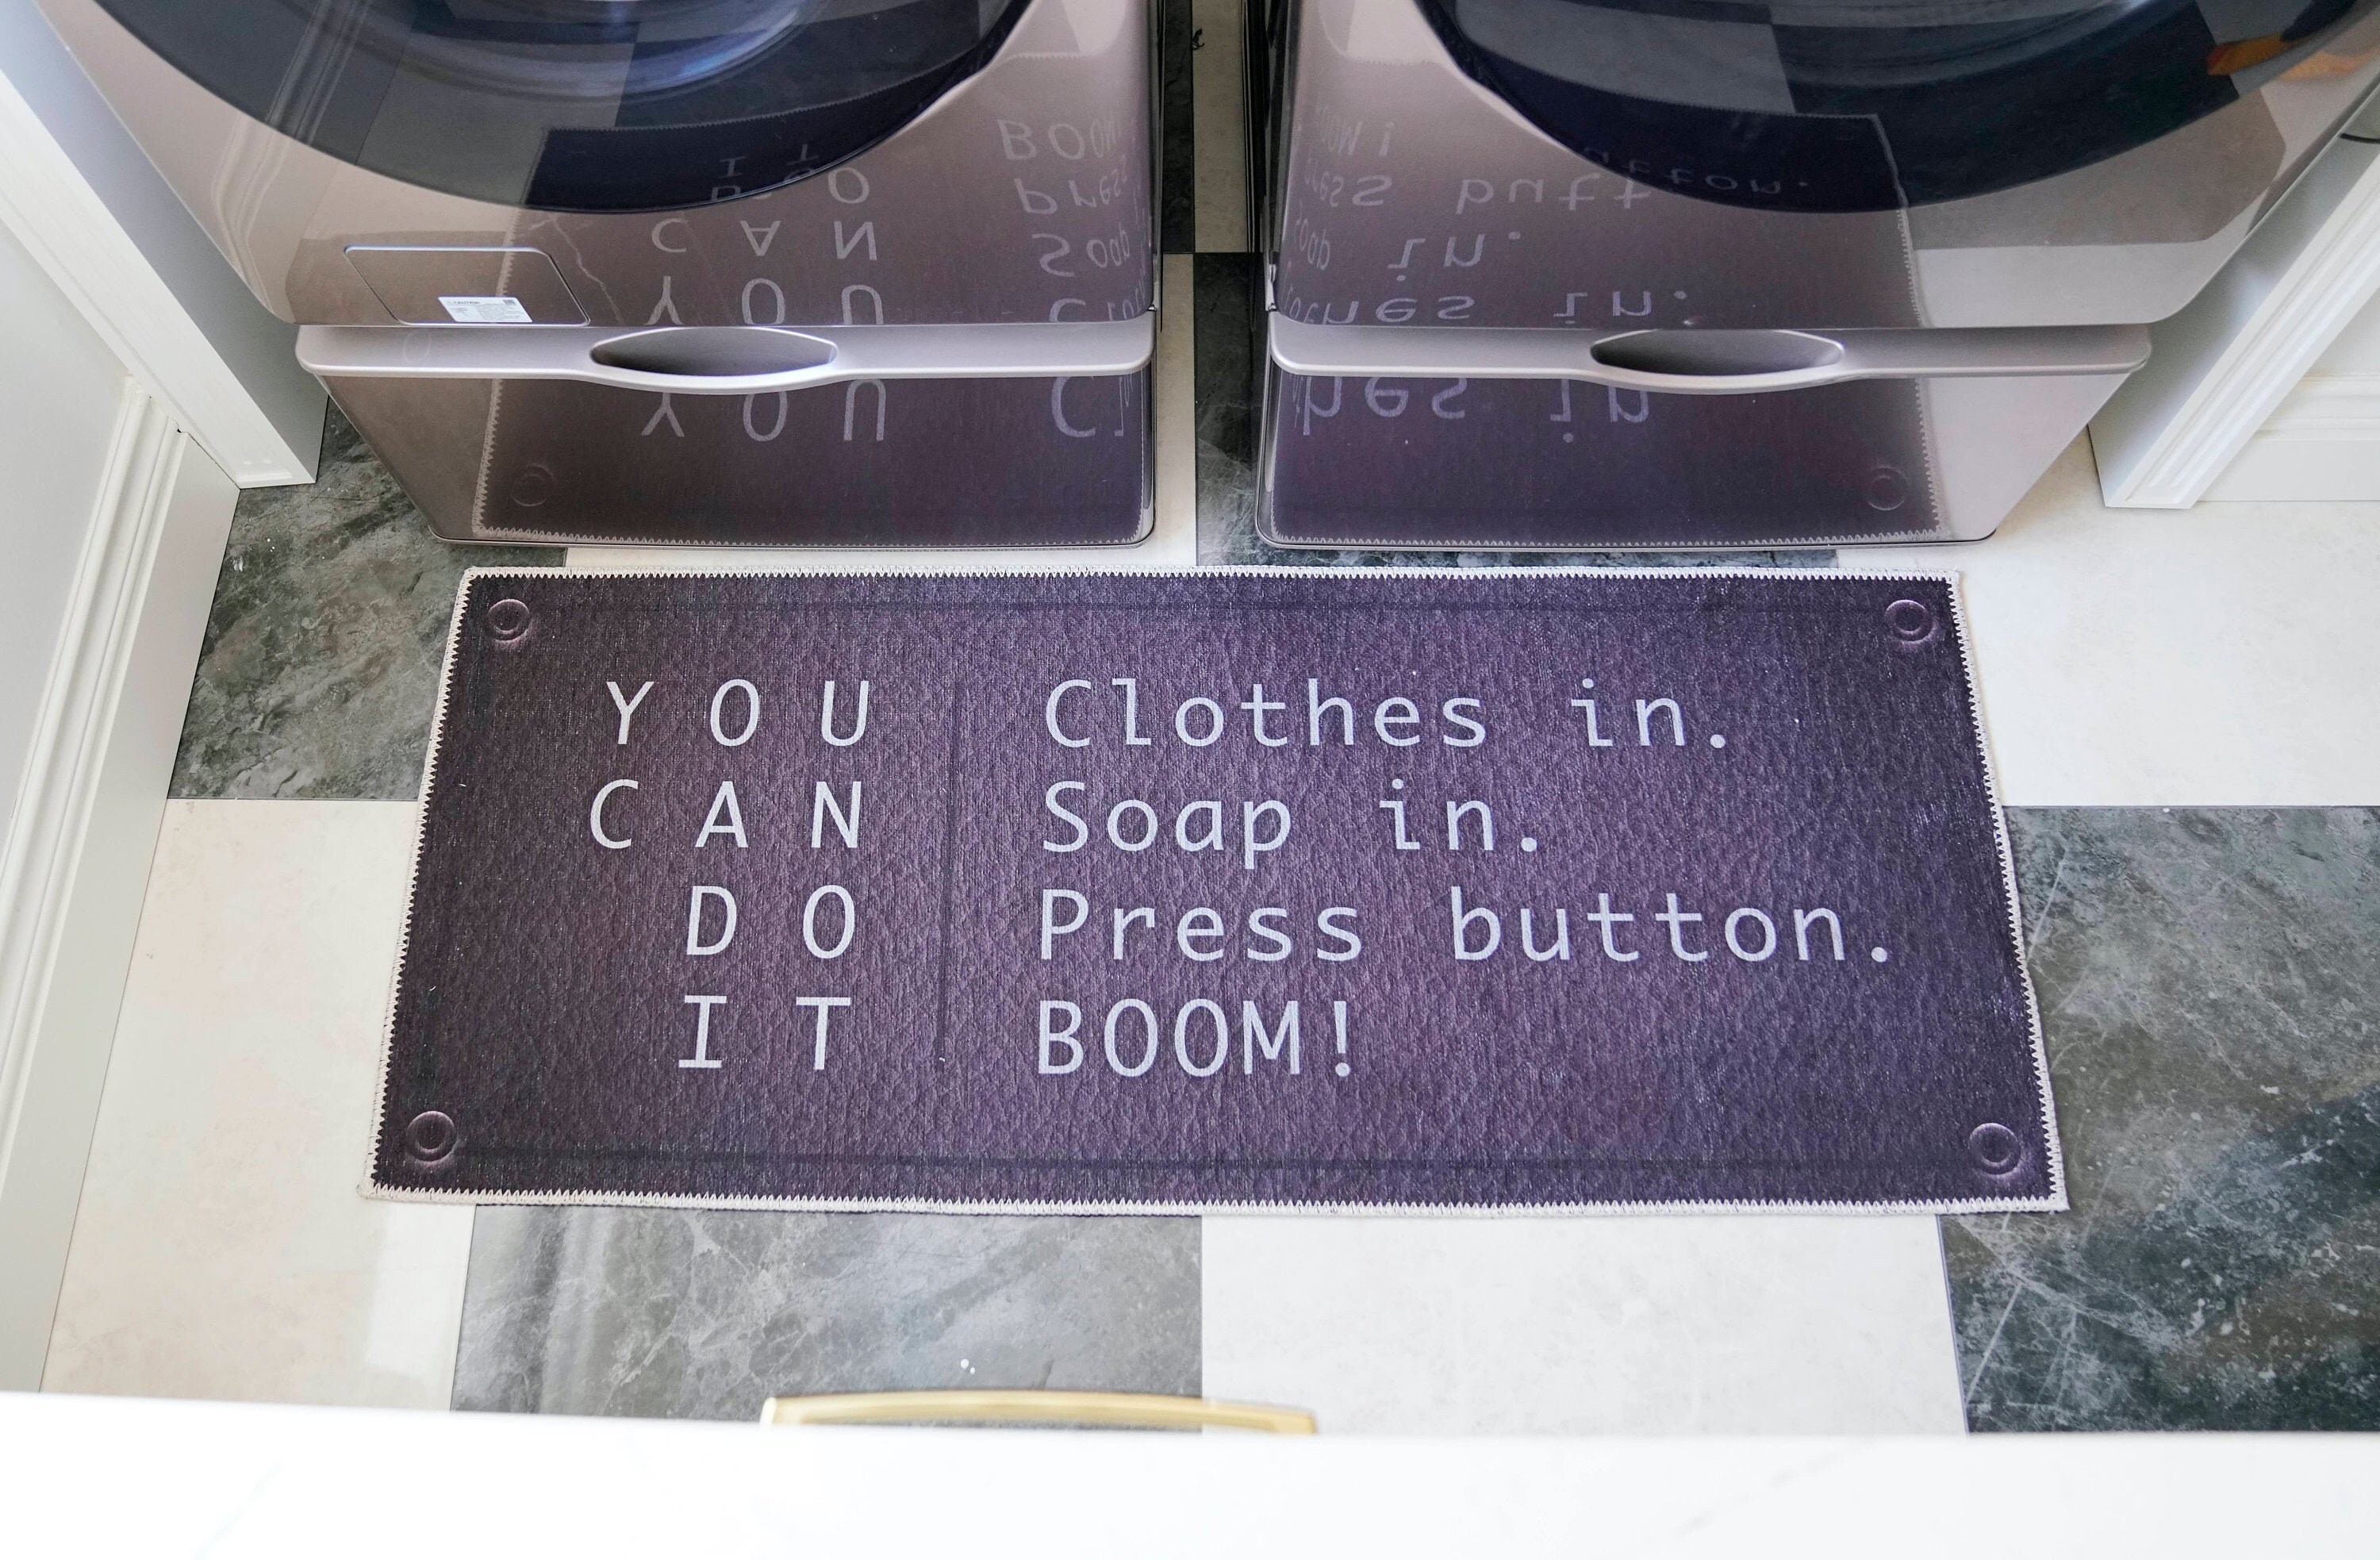 YOU
CAN
DO
IT
Clothes in.
Soap in.
Press button.
BOOM!